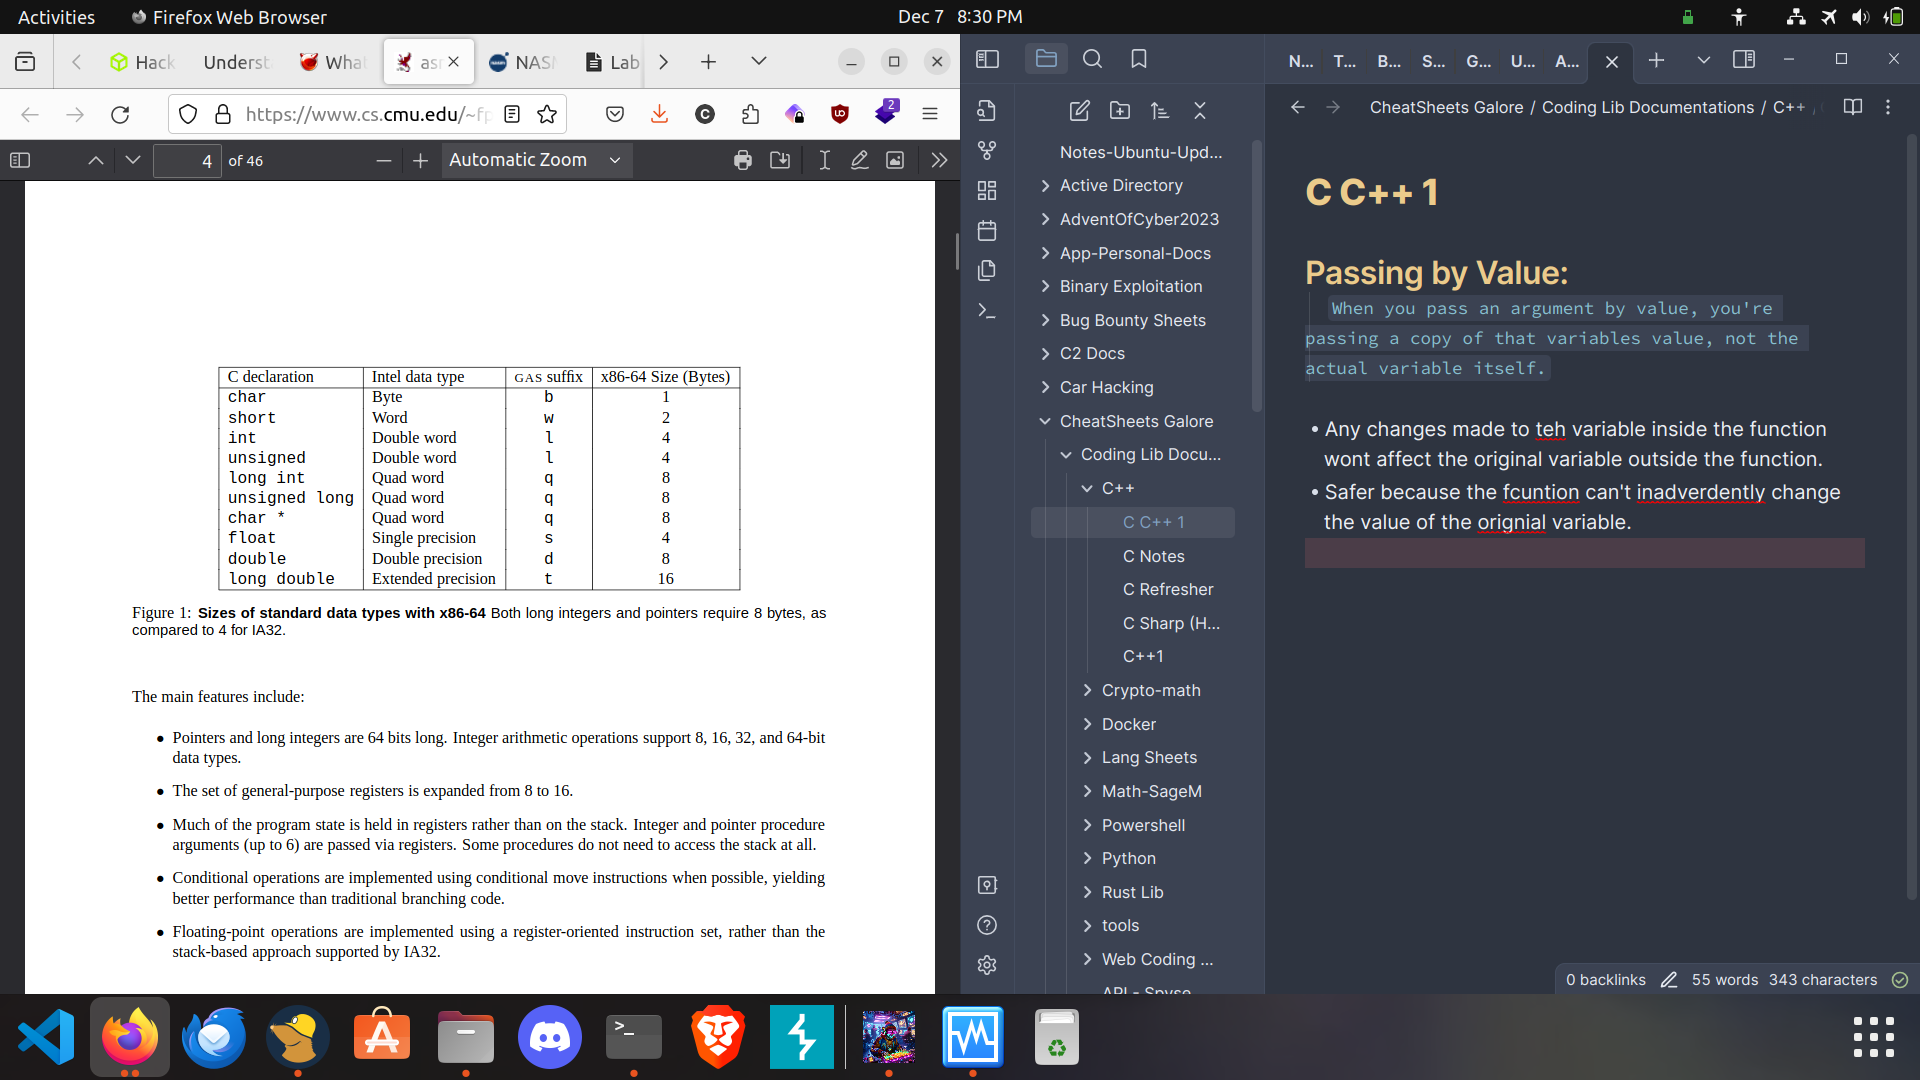 Activities
Firefox Web Browser
Dec 7 8:30 PM
Hack
Underst
What
asm
NASM
Lab
https://www.cs.cmu.edu/~fp
2
4 of 46
Automatic Zoom
C declaration Intel data type GAS suffix x86-64 Size (Bytes)
char Byte b 1
short Word w 2
int Double word l 4
unsigned Double word l 4
long int Quad word q 8
unsigned long Quad word q 8
char * Quad word q 8
float Single precision s 4
double Double precision d 8
long double Extended precision t 16
Figure 1: Sizes of standard data types with x86-64 Both long integers and pointers require 8 bytes, as
compared to 4 for IA32.
The main features include:
• Pointers and long integers are 64 bits long. Integer arithmetic operations support 8, 16, 32, and 64-bit
data types.
• The set of general-purpose registers is expanded from 8 to 16.
• Much of the program state is held in registers rather than on the stack. Integer and pointer procedure
arguments (up to 6) are passed via registers. Some procedures do not need to access the stack at all.
• Conditional operations are implemented using conditional move instructions when possible, yielding
better performance than traditional branching code.
• Floating-point operations are implemented using a register-oriented instruction set, rather than the
stack-based approach supported by IA32.
Notes-Ubuntu-Upd...
Active Directory
AdventOfCyber2023
App-Personal-Docs
Binary Exploitation
Bug Bounty Sheets
C2 Docs
Car Hacking
CheatSheets Galore
Coding Lib Docu...
C++
C C++ 1
C Notes
C Refresher
C Sharp (H...
C++1
Crypto-math
Docker
Lang Sheets
Math-SageM
Powershell
Python
Rust Lib
tools
Web Coding ...
API - Spyse
N... T... B... S... G... U... A...
CheatSheets Galore / Coding Lib Documentations / C++ /
C C++ 1
Passing by Value:
When you pass an argument by value, you're
passing a copy of that variables value, not the
actual variable itself.
• Any changes made to teh variable inside the function
wont affect the original variable outside the function.
• Safer because the fcuntion can't inadverdently change
the value of the orignial variable.
0 backlinks 55 words 343 characters